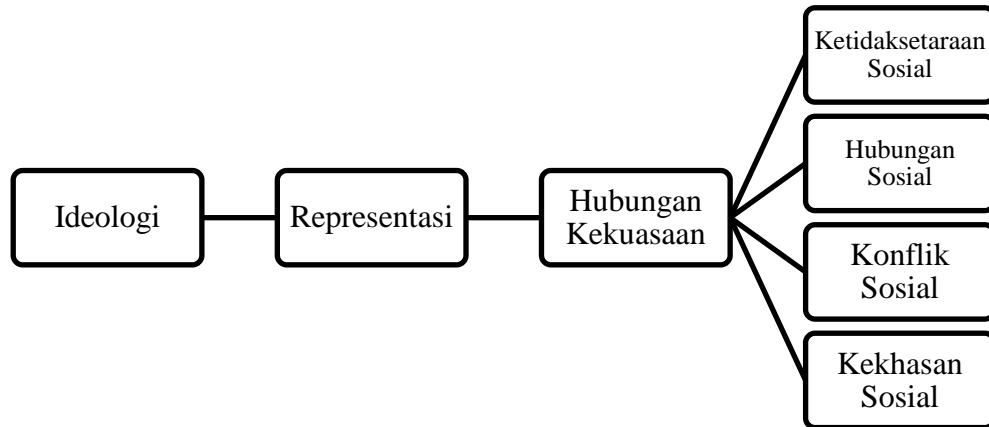 Ideologi
Representasi
Hubungan
Kekuasaan
Ketidaksetaraan
Sosial
Hubungan
Sosial
Konflik
Sosial
Kekhasan
Sosial